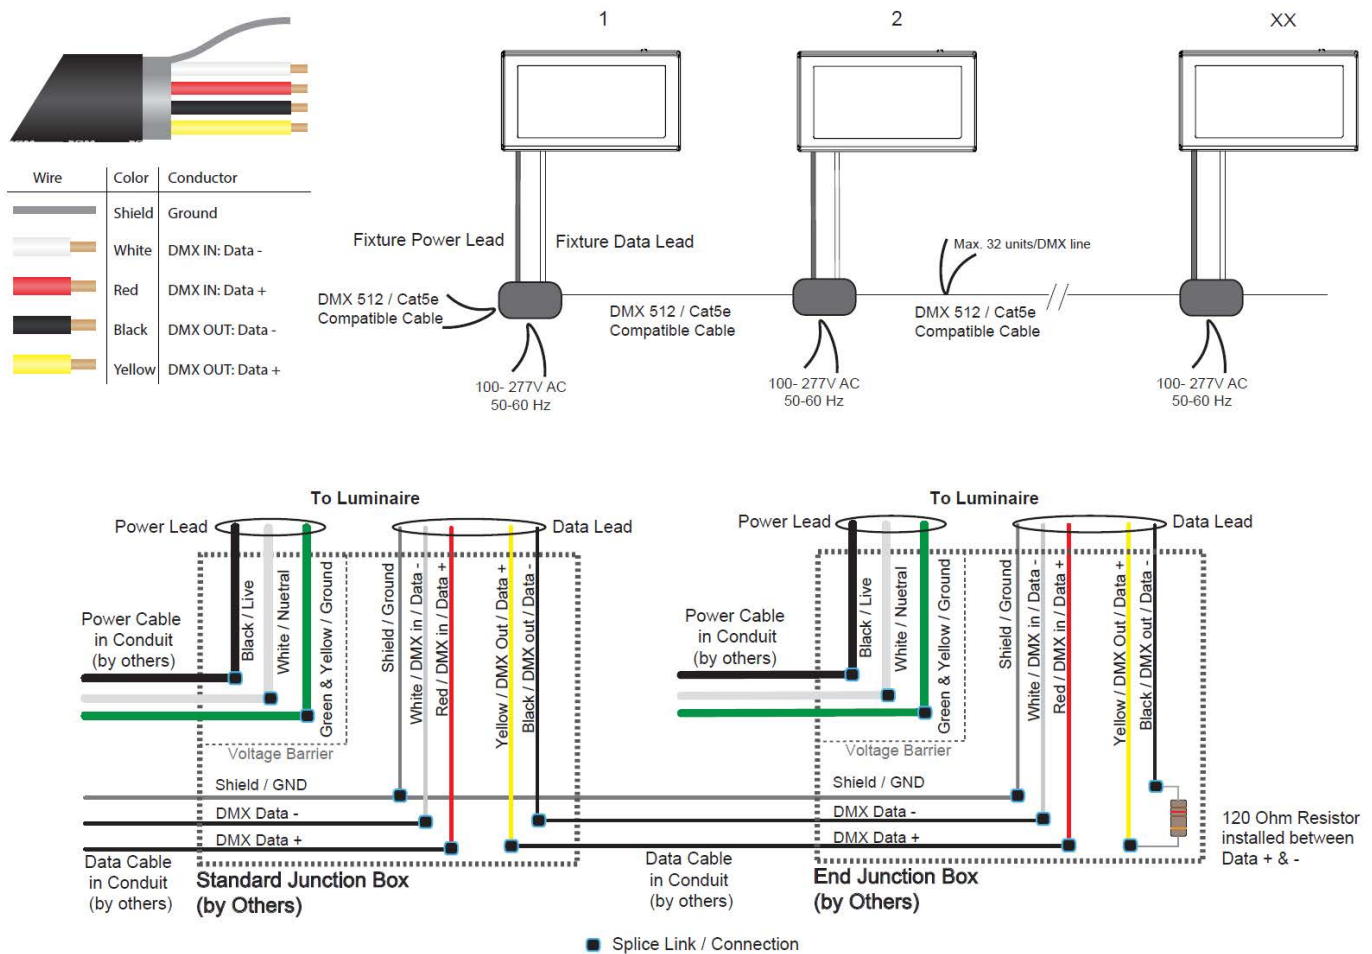 1
2
XX
Wire
Color
Conductor
Shield
Ground
White
DMX IN: Data -
Red
DMX IN: Data +
Black
DMX OUT: Data -
Yellow
DMX OUT: Data +
Fixture Power Lead
Fixture Data Lead
Max. 32 units/DMX line
DMX 512 / Cat5e
Compatible Cable
DMX 512 / Cat5e
Compatible Cable
DMX 512 / Cat5e
Compatible Cable
100- 277V AC
50-60 Hz
100- 277V AC
50-60 Hz
100- 277V AC
50-60 Hz
To Luminaire
Power Lead
Data Lead
Power Cable
in Conduit
(by others)
Black / Live
White / Nuetral
Green & Yellow / Ground
Shield / Ground
White / DMX in / Data -
Red / DMX in / Data +
Yellow / DMX Out / Data +
Black / DMX out / Data -
Voltage Barrier
Shield / GND
DMX Data -
DMX Data +
Data Cable
in Conduit
(by others)
Standard Junction Box
(by Others)
To Luminaire
Power Lead
Data Lead
Power Cable
in Conduit
(by others)
Black / Live
White / Nuetral
Green & Yellow / Ground
Shield / Ground
White / DMX in / Data -
Red / DMX in / Data +
Yellow / DMX Out / Data +
Black / DMX out / Data -
Voltage Barrier
Shield / GND
DMX Data -
DMX Data +
Data Cable
in Conduit
(by others)
End Junction Box
(by Others)
120 Ohm Resistor
installed between
Data + & -
Splice Link / Connection